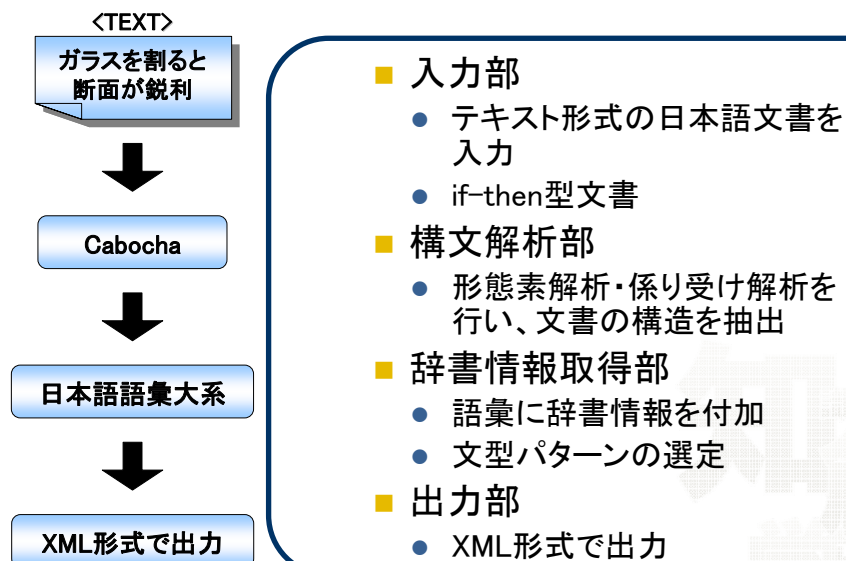 <TEXT>
ガラスを割ると
断面が鋭利
Cabocha
日本語語彙大系
XML形式で出力
入力部
テキスト形式の日本語文書を
入力
if-then型文書
構文解析部
形態素解析・係り受け解析を
行い、文書の構造を抽出
辞書情報取得部
語彙に辞書情報を付加
文型パターンの選定
出力部
XML形式で出力